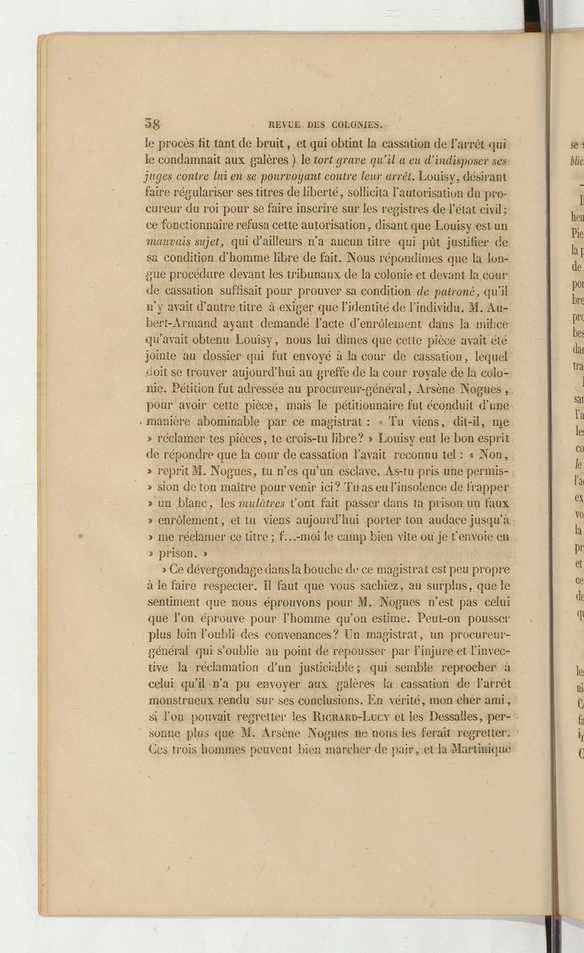 38 REVUE DES COLONIES.
le procès fit tant de bruit, et qui obtint la cassation de l'arrêt qui
le condamnait aux galères ) le tort grave qu'il a eu d'indisposer ses
juges contre lui en se pourvoyant contre leur arrêt. Louisy, désirant
faire régulariser ses titres de liberté, sollicita l'autorisation du pro-
cureur du roi pour se faire inscrire sur les registres de l'état civil;
ce fonctionnaire refusa cette autorisation, disant que Louisy est un
mauvais sujet, qui d'ailleurs n'a aucun titre qui pût justifier de
sa condition d'homme libre de fait. Nous répondîmes que la lon-
gue procédure devant les tribunaux de la colonie et devant la cour
de cassation suffisait pour prouver sa condition de patroné, qu'il
n'y avait d'autre titre à exiger que l'identité de l'individu. M. Au-
bert-Armand ayant demandé l'acte d'enrôlement dans la milice
qu'avait obtenu Louisy, nous lui dîmes que cette pièce avait été
jointe au dossier qui fut envoyé à la cour de cassation, lequel
doit se trouver aujourd'hui au greffe de la cour royale de la colo-
nie. Pétition fut adressée au procureur-général, Arsène Nogues,
pour avoir cette pièce, mais le pétitionnaire fut éconduit d'une
manière abominable par ce magistrat : « Tu viens, dit-il, me
» réclamer tes pièces, te crois-tu libre? » Louisy eut le bon esprit
de répondre que la cour de cassation l'avait reconnu tel : « Non,
» reprit M. Nogues, tu n'es qu'un esclave. As-tu pris une permis-
» sion de ton maître pour venir ici? Tu as eu l'insolence de frapper
» un blanc, les mulâtres t'ont fait passer dans ta prison un faux
» enrôlement, et tu viens aujourd'hui porter ton audace jusqu'à
» me réclamer ce titre; f...-moi le camp bien vite ou je t'envoie en
» prison. »
» Ce dévergondage dans la bouche de ce magistrat est peu propre
à le faire respecter. Il faut que vous sachiez, au surplus, que le
sentiment que nous éprouvons pour M. Nogues n'est pas celui
que l'on éprouve pour l'homme qu'on estime. Peut-on pousser
plus loin l'oubli des convenances? Un magistrat, un procureur-
général qui s'oublie au point de repousser par l'injure et l'invec-
tive la réclamation d'un justiciable; qui semble reprocher à
celui qu'il n'a pu envoyer aux galères la cassation de l'arrêt
monstrueux rendu sur ses conclusions. En vérité, mon cher ami,
si l'on pouvait regretter les RICHARD-LUCY et les Dessalles, per-
sonne plus que M. Arsène Nogues ne nous les ferait regretter.
Ces trois hommes peuvent bien marcher de pair, et la Martinique